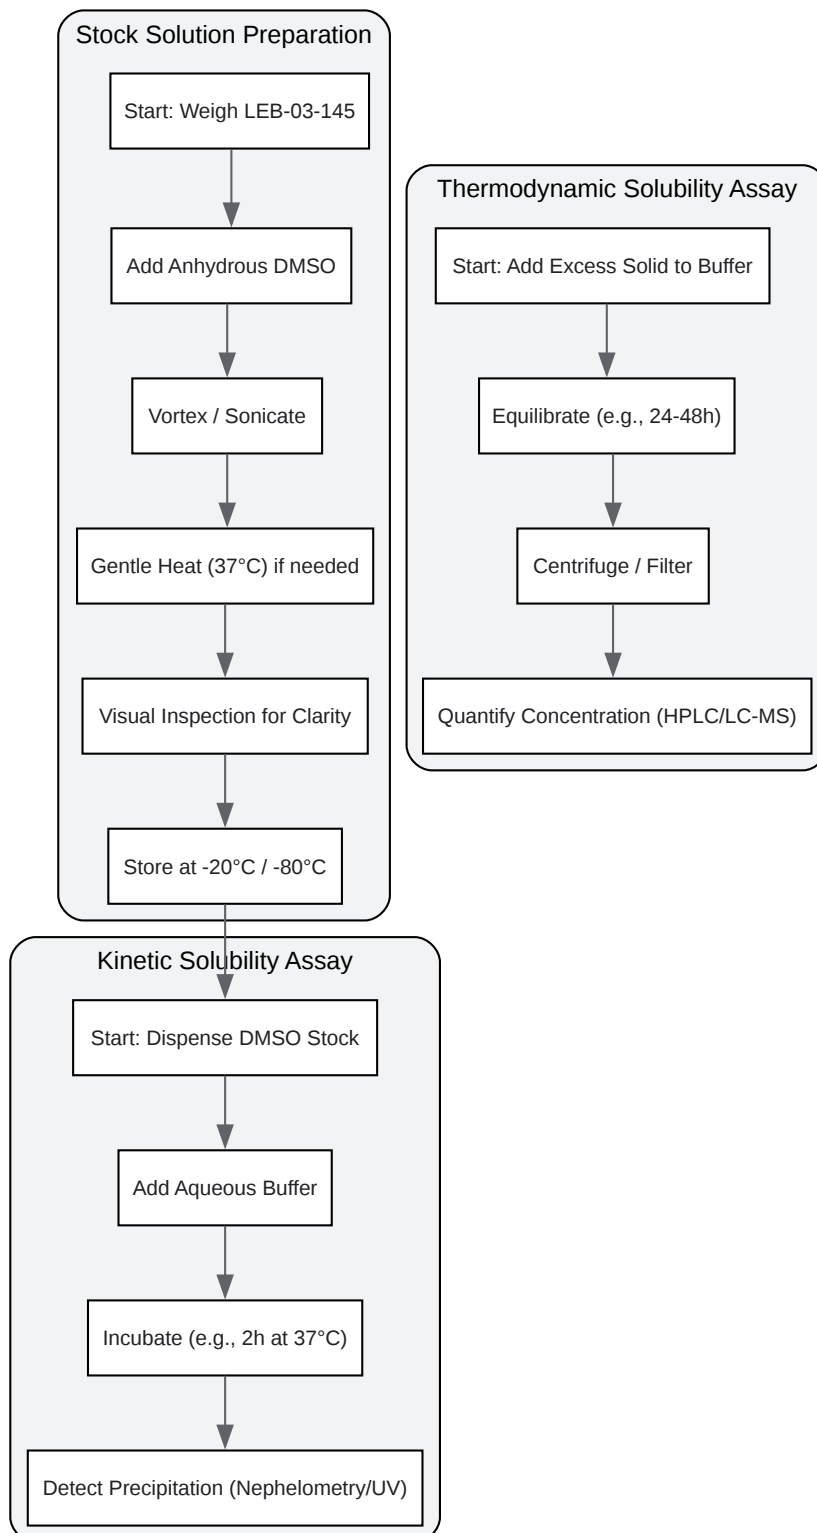 Stock Solution Preparation
Start: Weigh LEB-03-145
Add Anhydrous DMSO
Vortex / Sonicate
Gentle Heat (37°C) if needed
Visual Inspection for Clarity
Store at -20°C / -80°C
Kinetic Solubility Assay
Start: Dispense DMSO Stock
Add Aqueous Buffer
Incubate (e.g., 2h at 37°C)
Detect Precipitation (Nephelometry/UV)
Thermodynamic Solubility Assay
Start: Add Excess Solid to Buffer
Equilibrate (e.g., 24-48h)
Centrifuge / Filter
Quantify Concentration (HPLC/LC-MS)